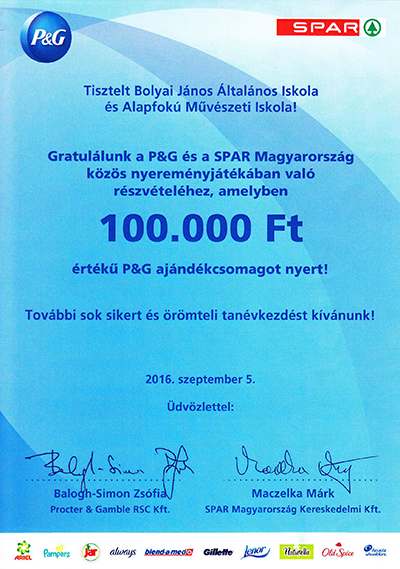 P&G
SPAR
Tisztelt Bolyai János Általános Iskola
és Alapfokú Művészeti Iskola!
Gratulálunk a P&G és a SPAR Magyarország
közös nyereményjátékában való
részvételéhez, amelyben
100.000 Ft
értékű P&G ajándékcsomagot nyert!
További sok sikert és örömteli tanévkezdést kívánunk!
2016. szeptember 5.
Üdvözlettel:
Balogh-Simon Zsófia
Maczelka Márk
Procter & Gamble RSC Kft.
SPAR Magyarország Kereskedelmi Kft.
ARIEL Pampers Jar always blend-a-med Gillette Lenor Naturella Old Spice